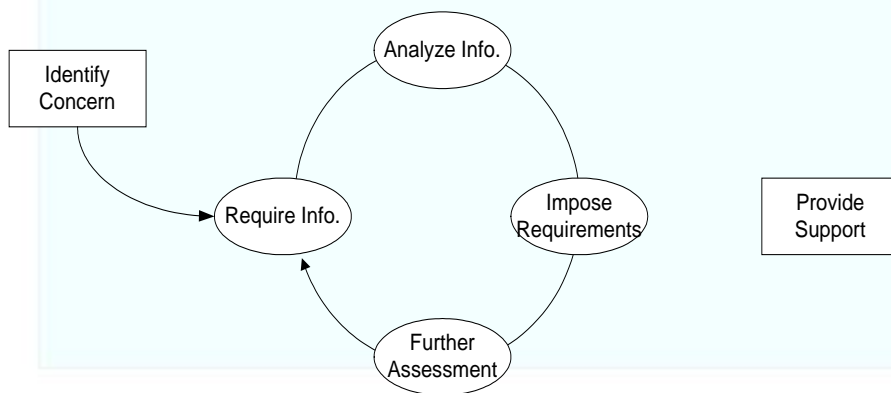 Analyze Info.
Identify
Concern
Require Info.
Impose
Requirements
Provide
Support
Further
Assessment